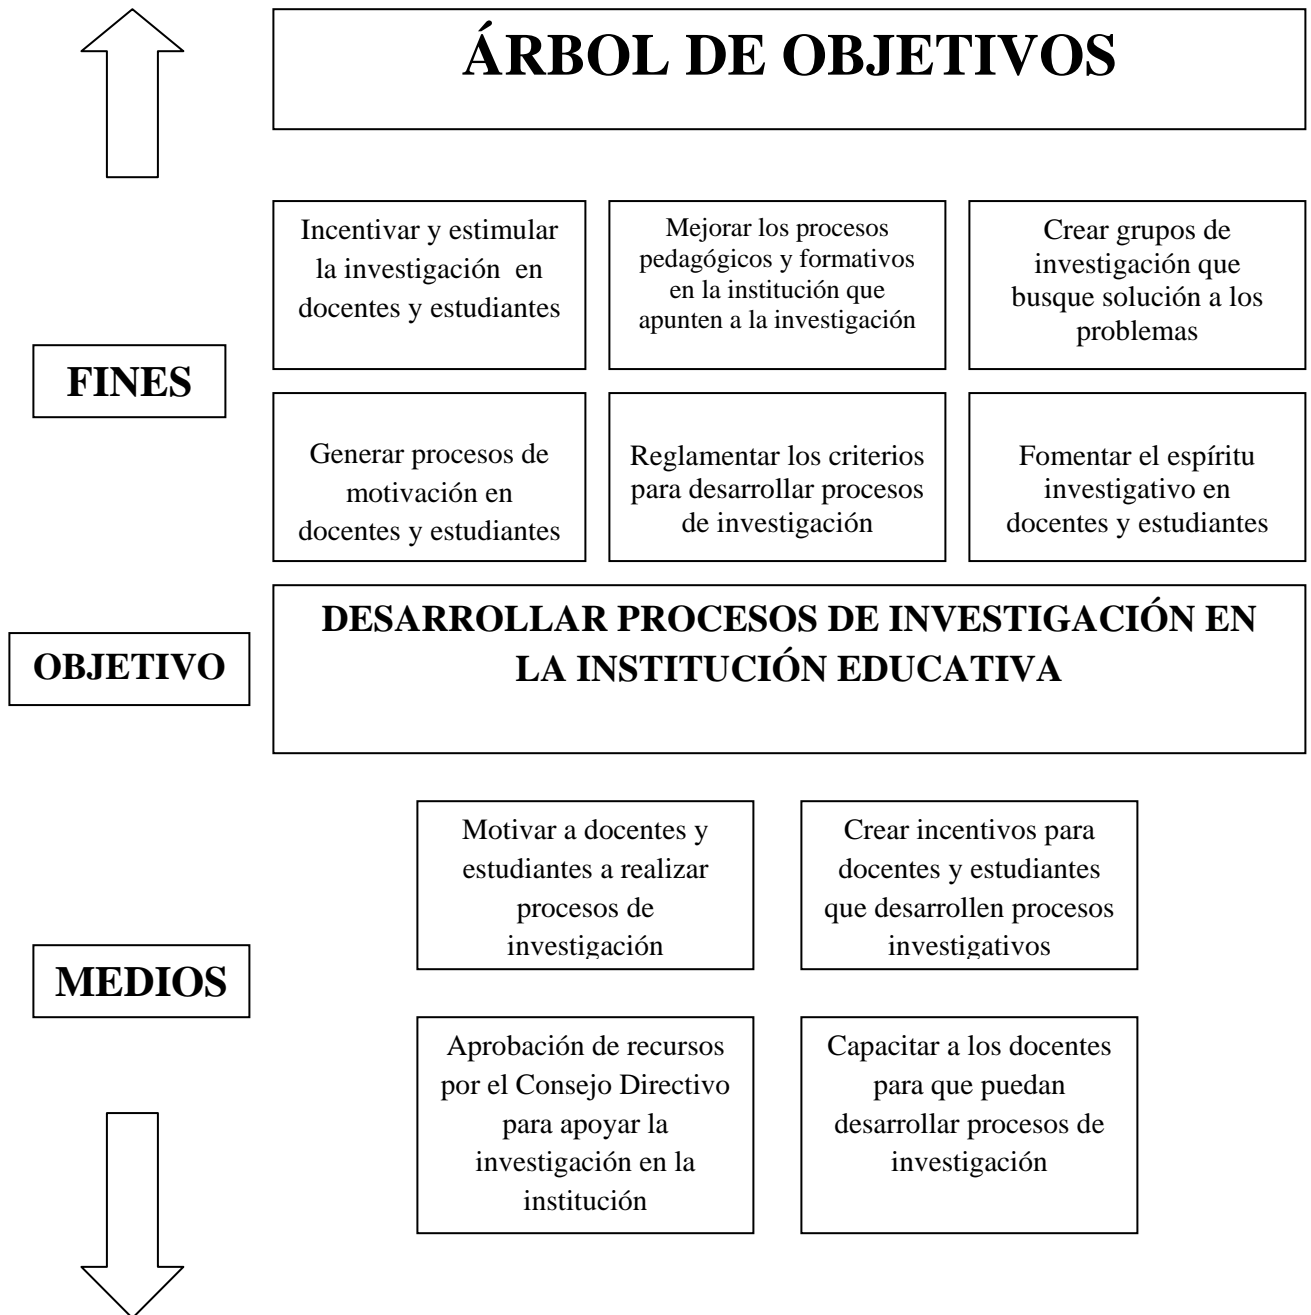 ÁRBOL DE OBJETIVOS
Incentivar y estimular
la investigación en
docentes y estudiantes
Mejorar los procesos
pedagógicos y formativos
en la institución que
apunten a la investigación
Crear grupos de
investigación que
busque solución a los
problemas
FINES
Generar procesos de
motivación en
docentes y estudiantes
Reglamentar los criterios
para desarrollar procesos
de investigación
Fomentar el espíritu
investigativo en
docentes y estudiantes
OBJETIVO
DESARROLLAR PROCESOS DE INVESTIGACIÓN EN
LA INSTITUCIÓN EDUCATIVA
Motivar a docentes y
estudiantes a realizar
procesos de
investigación
Crear incentivos para
docentes y estudiantes
que desarrollen procesos
investigativos
MEDIOS
Aprobación de recursos
por el Consejo Directivo
para apoyar la
investigación en la
institución
Capacitar a los docentes
para que puedan
desarrollar procesos de
investigación